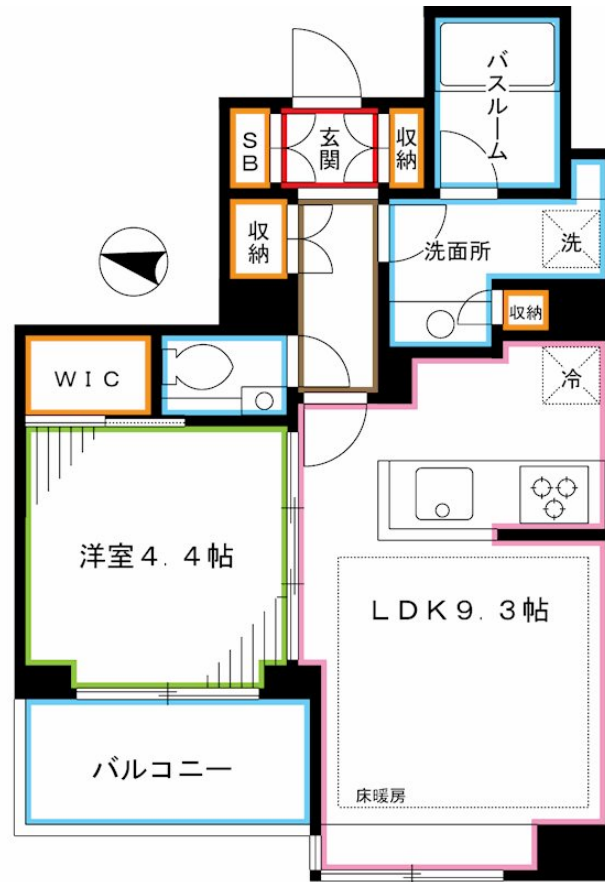 バスルーム
SB
玄関
収納
収納
洗面所
洗
収納
WIC
冷
洋室4.4帖
LDK9.3帖
バルコニー
床暖房